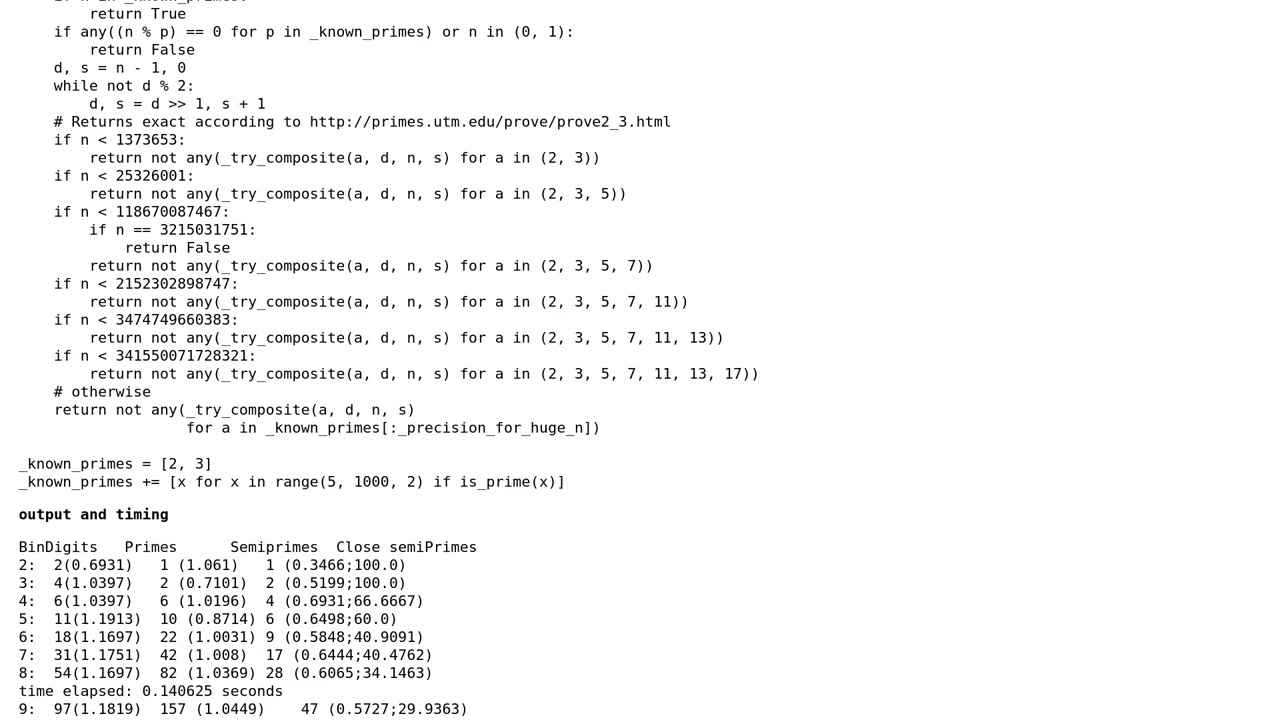 return True
    if any((n % p) == 0 for p in _known_primes) or n in (0, 1):
        return False
    d, s = n - 1, 0
    while not d % 2:
        d, s = d >> 1, s + 1
    # Returns exact according to http://primes.utm.edu/prove/prove2_3.html
    if n < 1373653:
        return not any(_try_composite(a, d, n, s) for a in (2, 3))
    if n < 25326001:
        return not any(_try_composite(a, d, n, s) for a in (2, 3, 5))
    if n < 118670087467:
        if n == 3215031751:
            return False
        return not any(_try_composite(a, d, n, s) for a in (2, 3, 5, 7))
    if n < 2152302898747:
        return not any(_try_composite(a, d, n, s) for a in (2, 3, 5, 7, 11))
    if n < 3474749660383:
        return not any(_try_composite(a, d, n, s) for a in (2, 3, 5, 7, 11, 13))
    if n < 341550071728321:
        return not any(_try_composite(a, d, n, s) for a in (2, 3, 5, 7, 11, 13, 17))
    # otherwise
    return not any(_try_composite(a, d, n, s)
                   for a in _known_primes[:_precision_for_huge_n])
_known_primes = [2, 3]
_known_primes += [x for x in range(5, 1000, 2) if is_prime(x)]
output and timing
BinDigits   Primes      Semiprimes  Close semiPrimes
2:  2(0.6931)   1 (1.061)   1 (0.3466;100.0)
3:  4(1.0397)   2 (0.7101)  2 (0.5199;100.0)
4:  6(1.0397)   6 (1.0196)  4 (0.6931;66.6667)
5:  11(1.1913)  10 (0.8714) 6 (0.6498;60.0)
6:  18(1.1697)  22 (1.0031) 9 (0.5848;40.9091)
7:  31(1.1751)  42 (1.008)  17 (0.6444;40.4762)
8:  54(1.1697)  82 (1.0369) 28 (0.6065;34.1463)
time elapsed: 0.140625 seconds
9:  97(1.1819)  157 (1.0449)    47 (0.5727;29.9363)